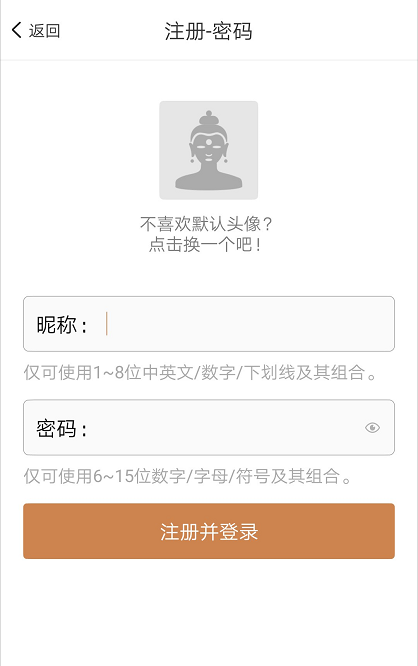 返回
注册-密码
不喜欢默认头像?
点击换一个吧!
昵称:
仅可使用1~8位中英文/数字/下划线及其组合。
密码:
仅可使用6~15位数字/字母/符号及其组合。
注册并登录